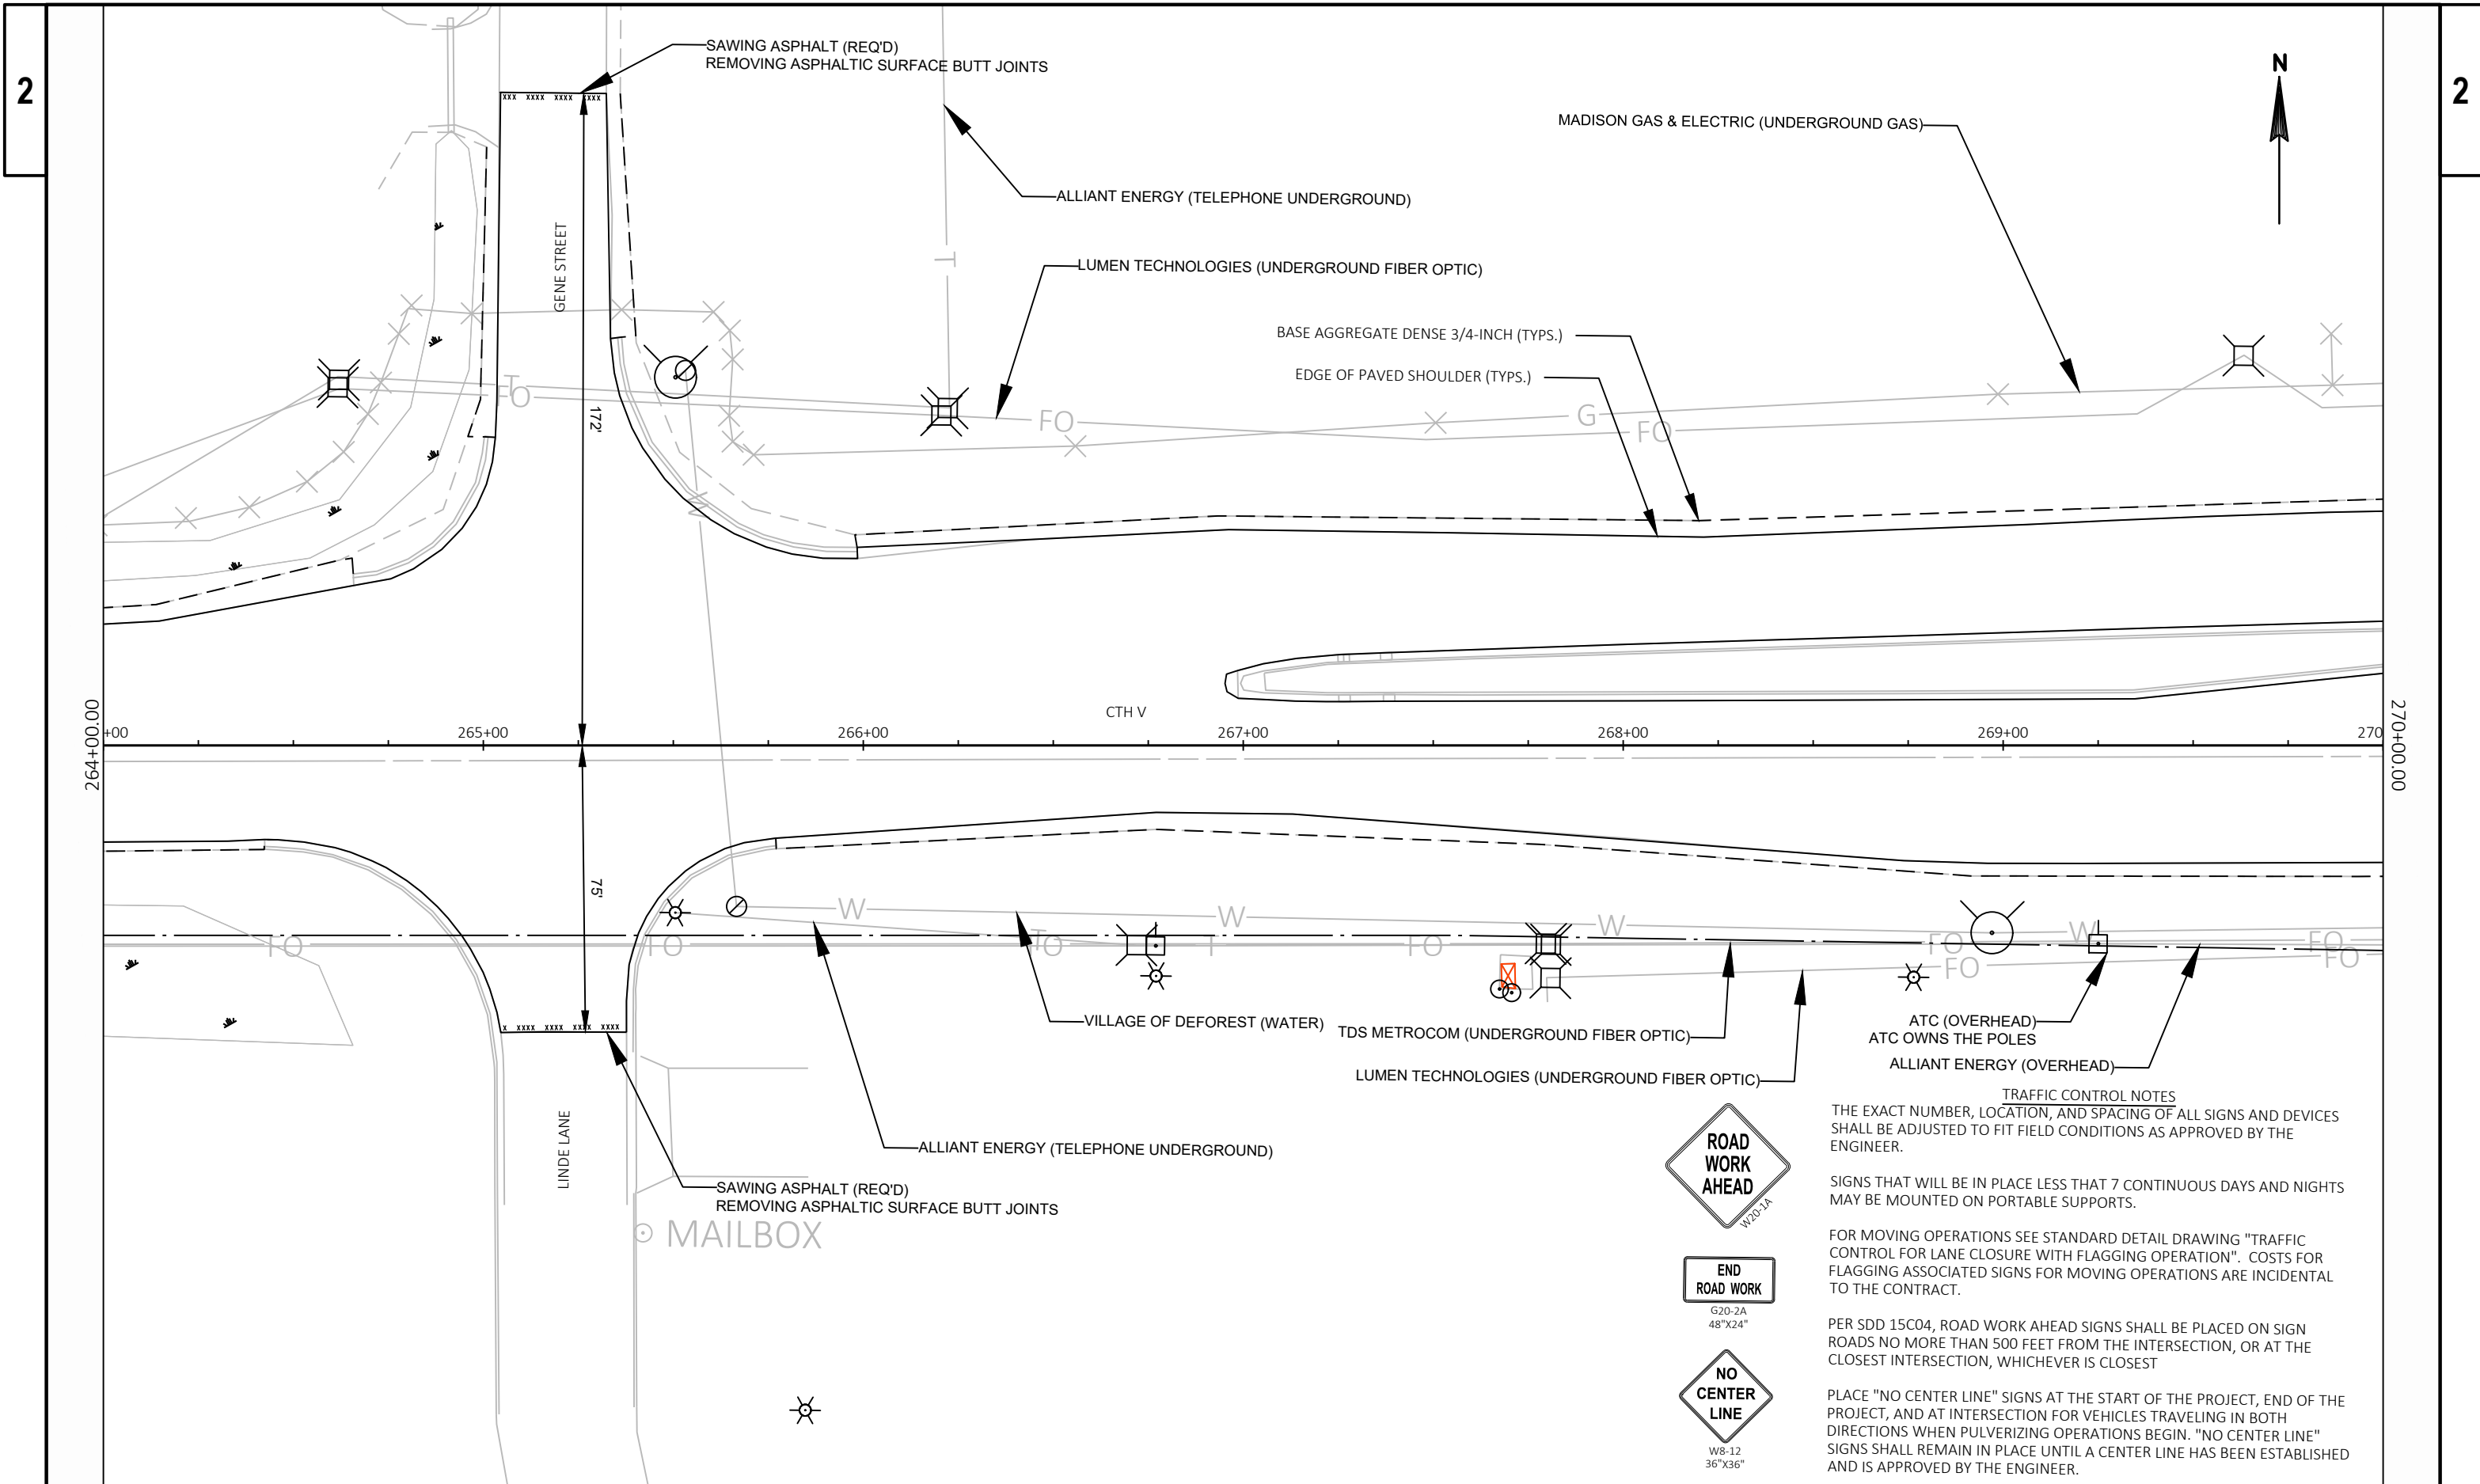 2
2
SAWING ASPHALT (REQ'D)
REMOVING ASPHALTIC SURFACE BUTT JOINTS
N
MADISON GAS & ELECTRIC (UNDERGROUND GAS)
XXX XXXX XXXX XXXX
ALLIANT ENERGY (TELEPHONE UNDERGROUND)
GENE STREET
T
LUMEN TECHNOLOGIES (UNDERGROUND FIBER OPTIC)
BASE AGGREGATE DENSE 3/4-INCH (TYPS.)
EDGE OF PAVED SHOULDER (TYPS.)
T
FO
172'
FO
G
FO
W
CTH V
264+00.00
+00
265+00
266+00
267+00
268+00
269+00
270
270+00.00
75'
W
W
W
W
FO
FO
FO
T
FO
FO
FO
FO
FO
X XXXX XXXX XXXX XXXX
VILLAGE OF DEFOREST (WATER)
TDS METROCOM (UNDERGROUND FIBER OPTIC)
ATC (OVERHEAD)
ATC OWNS THE POLES
ALLIANT ENERGY (OVERHEAD)
LUMEN TECHNOLOGIES (UNDERGROUND FIBER OPTIC)
LINDE LANE
ALLIANT ENERGY (TELEPHONE UNDERGROUND)
SAWING ASPHALT (REQ'D)
REMOVING ASPHALTIC SURFACE BUTT JOINTS
MAILBOX
TRAFFIC CONTROL NOTES
THE EXACT NUMBER, LOCATION, AND SPACING OF ALL SIGNS AND DEVICES
SHALL BE ADJUSTED TO FIT FIELD CONDITIONS AS APPROVED BY THE
ENGINEER.
SIGNS THAT WILL BE IN PLACE LESS THAT 7 CONTINUOUS DAYS AND NIGHTS
MAY BE MOUNTED ON PORTABLE SUPPORTS.
FOR MOVING OPERATIONS SEE STANDARD DETAIL DRAWING "TRAFFIC
CONTROL FOR LANE CLOSURE WITH FLAGGING OPERATION". COSTS FOR
FLAGGING ASSOCIATED SIGNS FOR MOVING OPERATIONS ARE INCIDENTAL
TO THE CONTRACT.
PER SDD 15C04, ROAD WORK AHEAD SIGNS SHALL BE PLACED ON SIGN
ROADS NO MORE THAN 500 FEET FROM THE INTERSECTION, OR AT THE
CLOSEST INTERSECTION, WHICHEVER IS CLOSEST
PLACE "NO CENTER LINE" SIGNS AT THE START OF THE PROJECT, END OF THE
PROJECT, AND AT INTERSECTION FOR VEHICLES TRAVELING IN BOTH
DIRECTIONS WHEN PULVERIZING OPERATIONS BEGIN. "NO CENTER LINE"
SIGNS SHALL REMAIN IN PLACE UNTIL A CENTER LINE HAS BEEN ESTABLISHED
AND IS APPROVED BY THE ENGINEER.
ROAD
WORK
AHEAD
W20-1A
END
ROAD WORK
G20-2A
48"X24"
NO
CENTER
LINE
W8-12
36"X36"